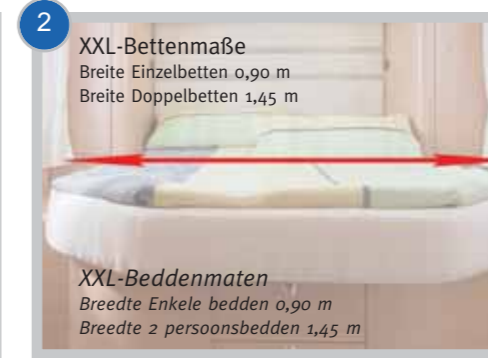 2
XXL-Bettenmaße
Breite Einzelbetten 0,90 m
Breite Doppelbetten 1,45 m
XXL-Beddenmaten
Breedte Enkele bedden 0,90 m
Breedte 2 persoonsbedden 1,45 m